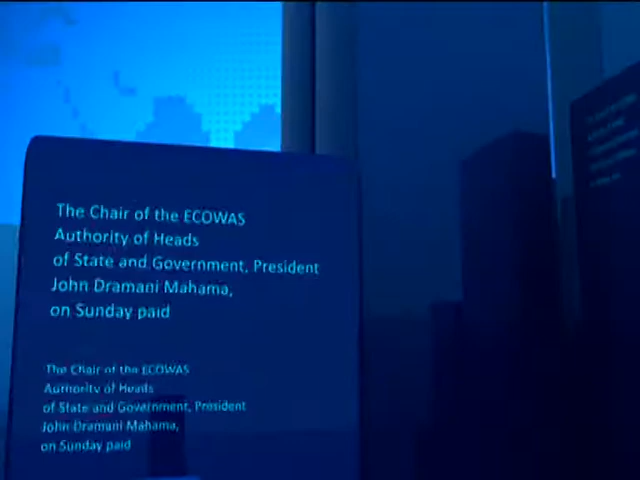 The Chair of the ECOWAS
Authority of Heads
of State and Government, President
John Dramani Mahama,
on Sunday paid
The Chair of the ECOWAS
Authority of Heads
of State and Government, President
John Dramani Mahama,
on Sunday paid